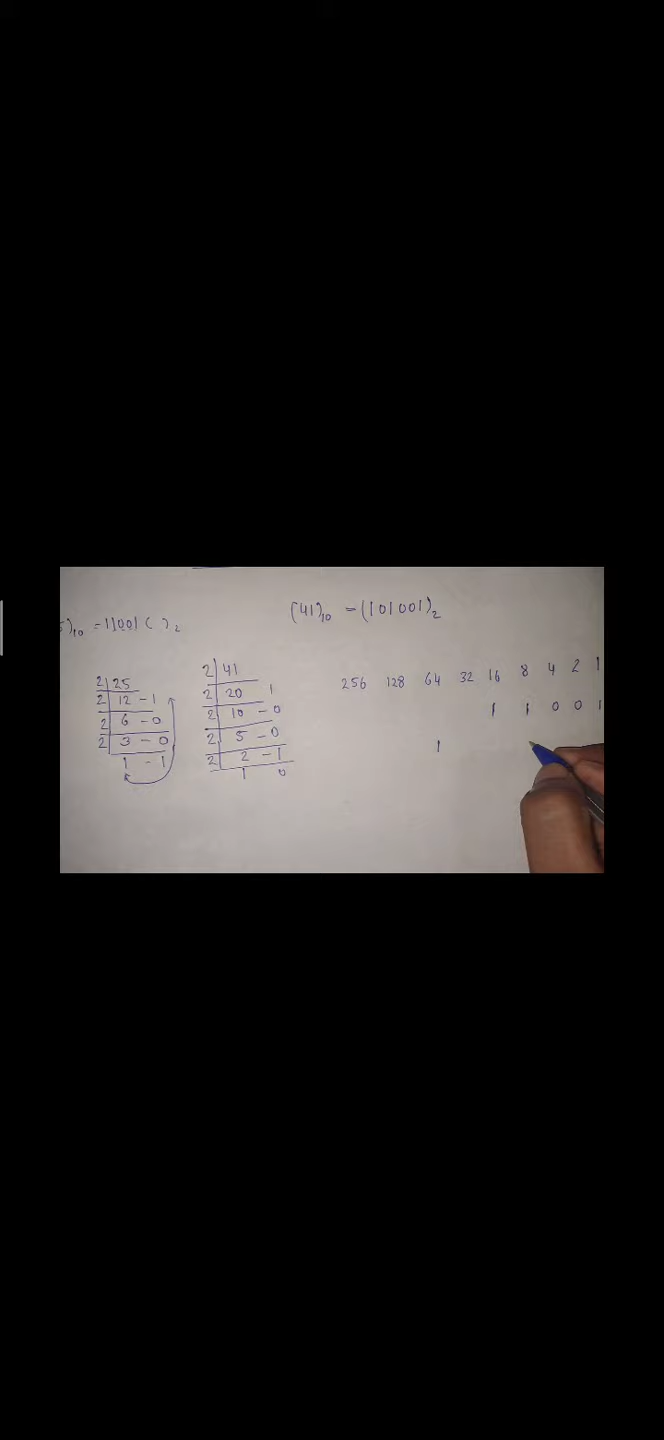 )₁₀ = 11001 ( )₂
(41)₁₀ = (101001)₂
2 25
2 12 - 1
2 6 - 0
2 3 - 0
1 - 1
2 41
2 20 1
2 10 - 0
2 5 - 0
2 2 - 1
1 0
256 128 64 32 16 8 4 2 1
1 1 0 0 1
1